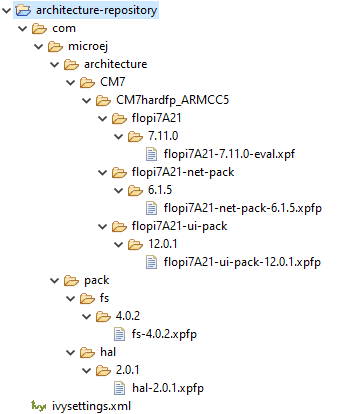 architecture-repository
com
microej
architecture
CM7
CM7hardfp_ARMCC5
flopi7A21
7.11.0
flopi7A21-7.11.0-eval.xpf
flopi7A21-net-pack
6.1.5
flopi7A21-net-pack-6.1.5.xpfp
flopi7A21-ui-pack
12.0.1
flopi7A21-ui-pack-12.0.1.xpfp
pack
fs
4.0.2
fs-4.0.2.xpfp
hal
2.0.1
hal-2.0.1.xpfp
ivy ivysettings.xml